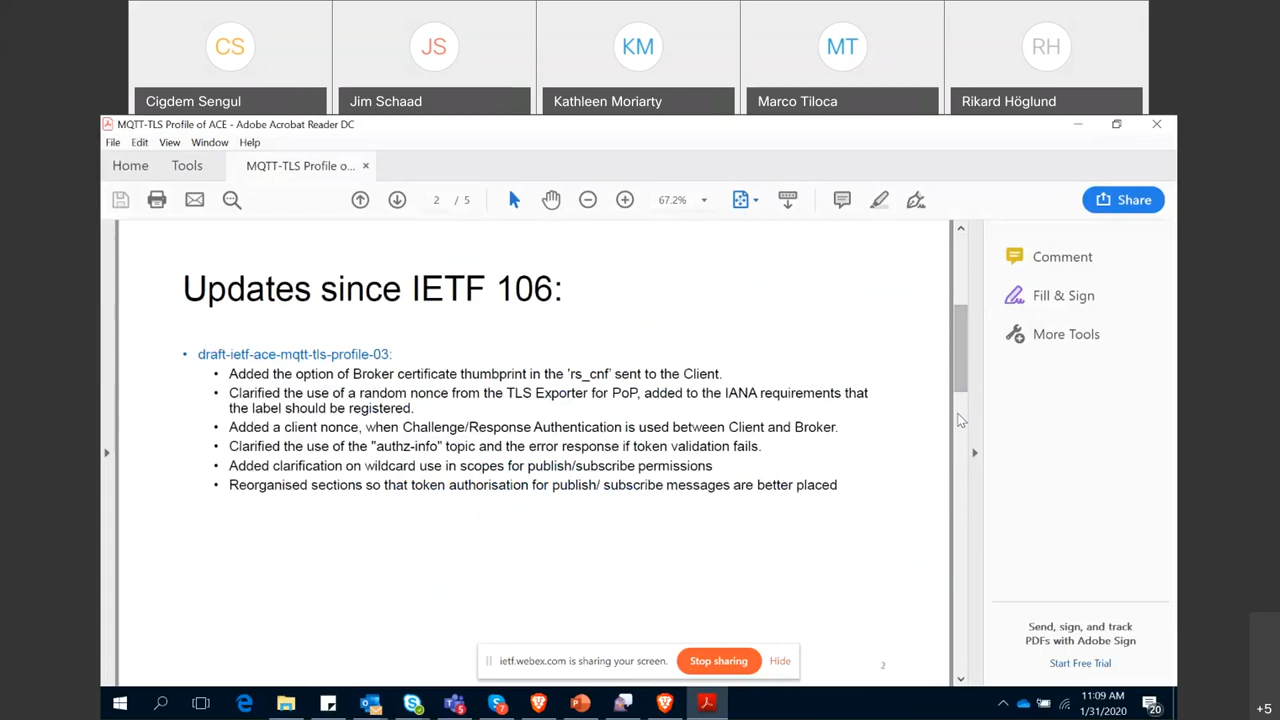 CS
JS
KM
MT
RH
Cigdem Sengul
Jim Schaad
Kathleen Moriarty
Marco Tiloca
Rikard Höglund
MQTT-TLS Profile of ACE - Adobe Acrobat Reader DC
File Edit View Window Help
Home Tools MQTT-TLS Profile o... ×
2 / 5 67.2% Share
Updates since IETF 106:
• draft-ietf-ace-mqtt-tls-profile-03:
• Added the option of Broker certificate thumbprint in the 'rs_cnf' sent to the Client.
• Clarified the use of a random nonce from the TLS Exporter for PoP, added to the IANA requirements that
the label should be registered.
• Added a client nonce, when Challenge/Response Authentication is used between Client and Broker.
• Clarified the use of the "authz-info" topic and the error response if token validation fails.
• Added clarification on wildcard use in scopes for publish/subscribe permissions
• Reorganised sections so that token authorisation for publish/ subscribe messages are better placed
2
Comment
Fill & Sign
More Tools
Send, sign, and track
PDFs with Adobe Sign
Start Free Trial
ietf.webex.com is sharing your screen. Stop sharing Hide
11:09 AM
1/31/2020
20
+5